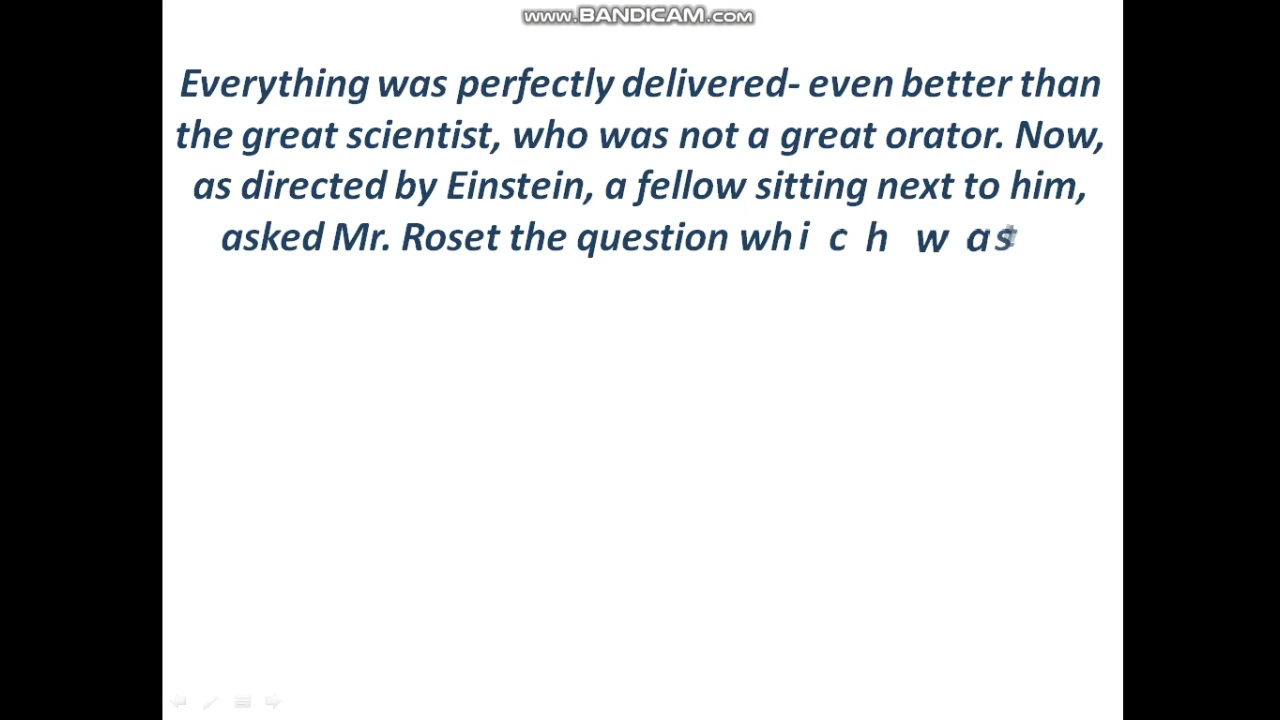 WWW.BANDICAM.COM
Everything was perfectly delivered- even better than
the great scientist, who was not a great orator. Now,
as directed by Einstein, a fellow sitting next to him,
asked Mr. Roset the question which was